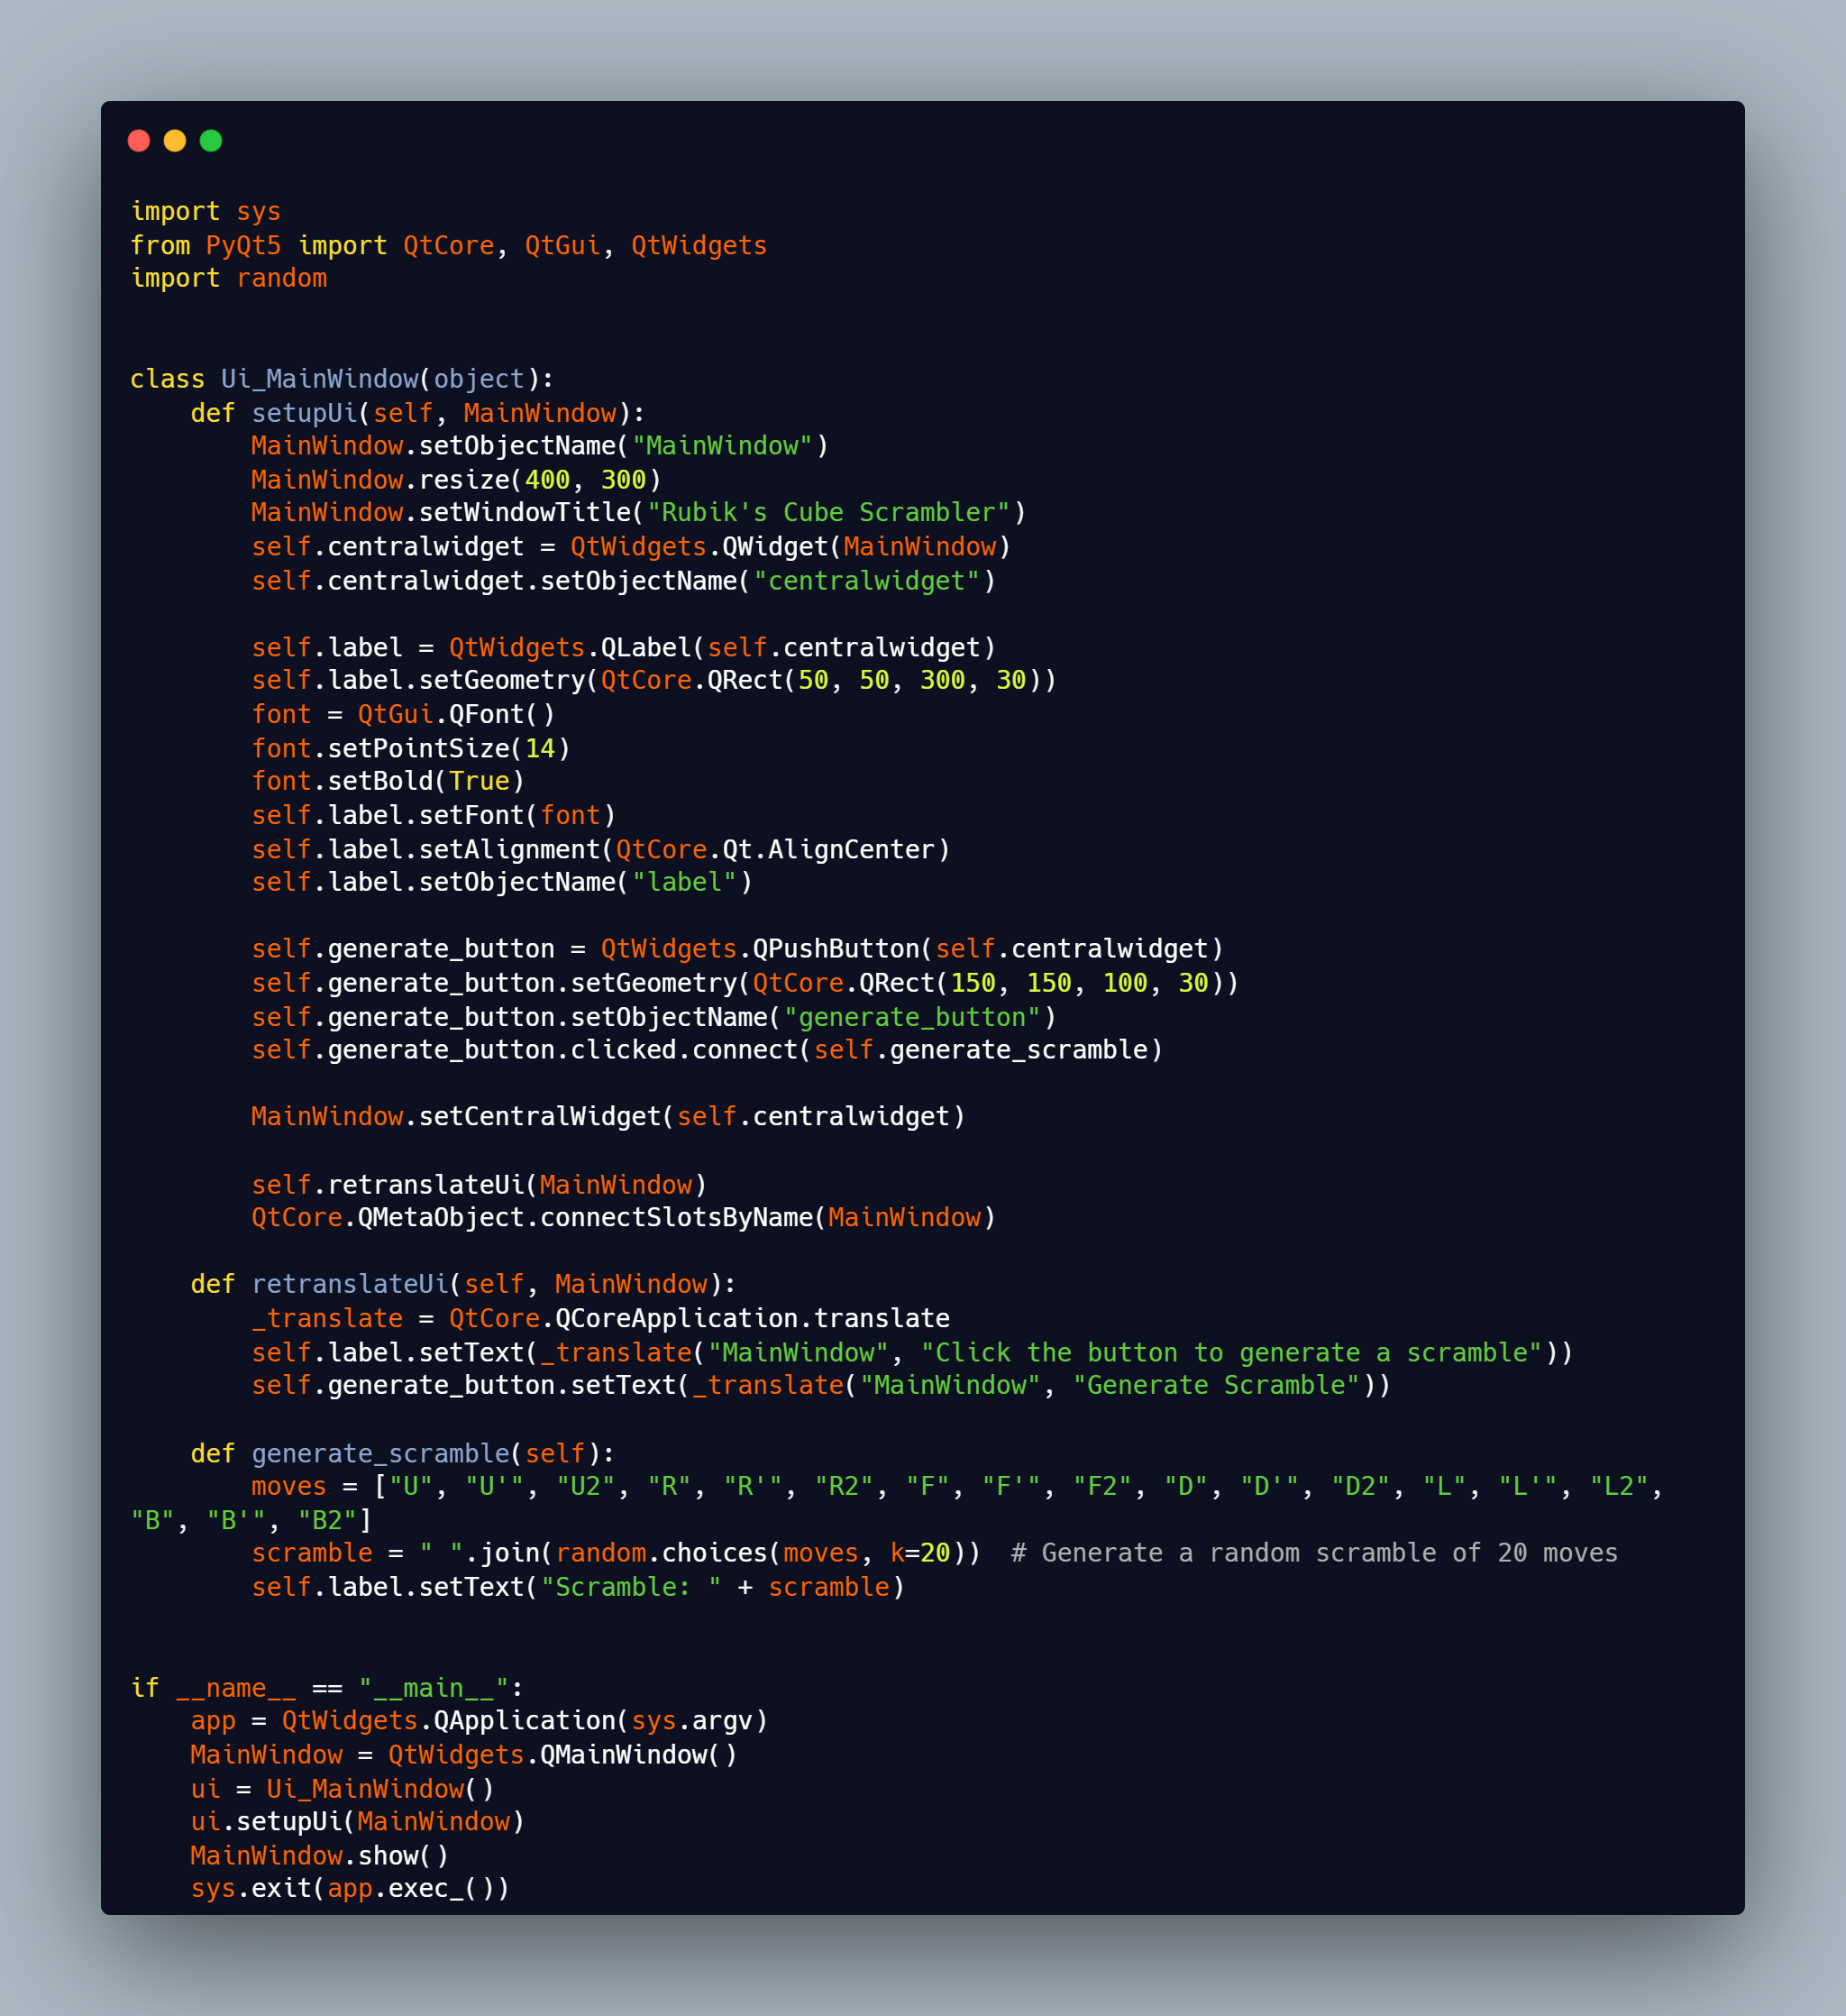 import sys
from PyQt5 import QtCore, QtGui, QtWidgets
import random
class Ui_MainWindow(object):
    def setupUi(self, MainWindow):
        MainWindow.setObjectName("MainWindow")
        MainWindow.resize(400, 300)
        MainWindow.setWindowTitle("Rubik's Cube Scrambler")
        self.centralwidget = QtWidgets.QWidget(MainWindow)
        self.centralwidget.setObjectName("centralwidget")
        self.label = QtWidgets.QLabel(self.centralwidget)
        self.label.setGeometry(QtCore.QRect(50, 50, 300, 30))
        font = QtGui.QFont()
        font.setPointSize(14)
        font.setBold(True)
        self.label.setFont(font)
        self.label.setAlignment(QtCore.Qt.AlignCenter)
        self.label.setObjectName("label")
        self.generate_button = QtWidgets.QPushButton(self.centralwidget)
        self.generate_button.setGeometry(QtCore.QRect(150, 150, 100, 30))
        self.generate_button.setObjectName("generate_button")
        self.generate_button.clicked.connect(self.generate_scramble)
        MainWindow.setCentralWidget(self.centralwidget)
        self.retranslateUi(MainWindow)
        QtCore.QMetaObject.connectSlotsByName(MainWindow)
    def retranslateUi(self, MainWindow):
        _translate = QtCore.QCoreApplication.translate
        self.label.setText(_translate("MainWindow", "Click the button to generate a scramble"))
        self.generate_button.setText(_translate("MainWindow", "Generate Scramble"))
    def generate_scramble(self):
        moves = ["U", "U'", "U2", "R", "R'", "R2", "F", "F'", "F2", "D", "D'", "D2", "L", "L'", "L2",
"B", "B'", "B2"]
        scramble = " ".join(random.choices(moves, k=20))  # Generate a random scramble of 20 moves
        self.label.setText("Scramble: " + scramble)
if __name__ == "__main__":
    app = QtWidgets.QApplication(sys.argv)
    MainWindow = QtWidgets.QMainWindow()
    ui = Ui_MainWindow()
    ui.setupUi(MainWindow)
    MainWindow.show()
    sys.exit(app.exec_())